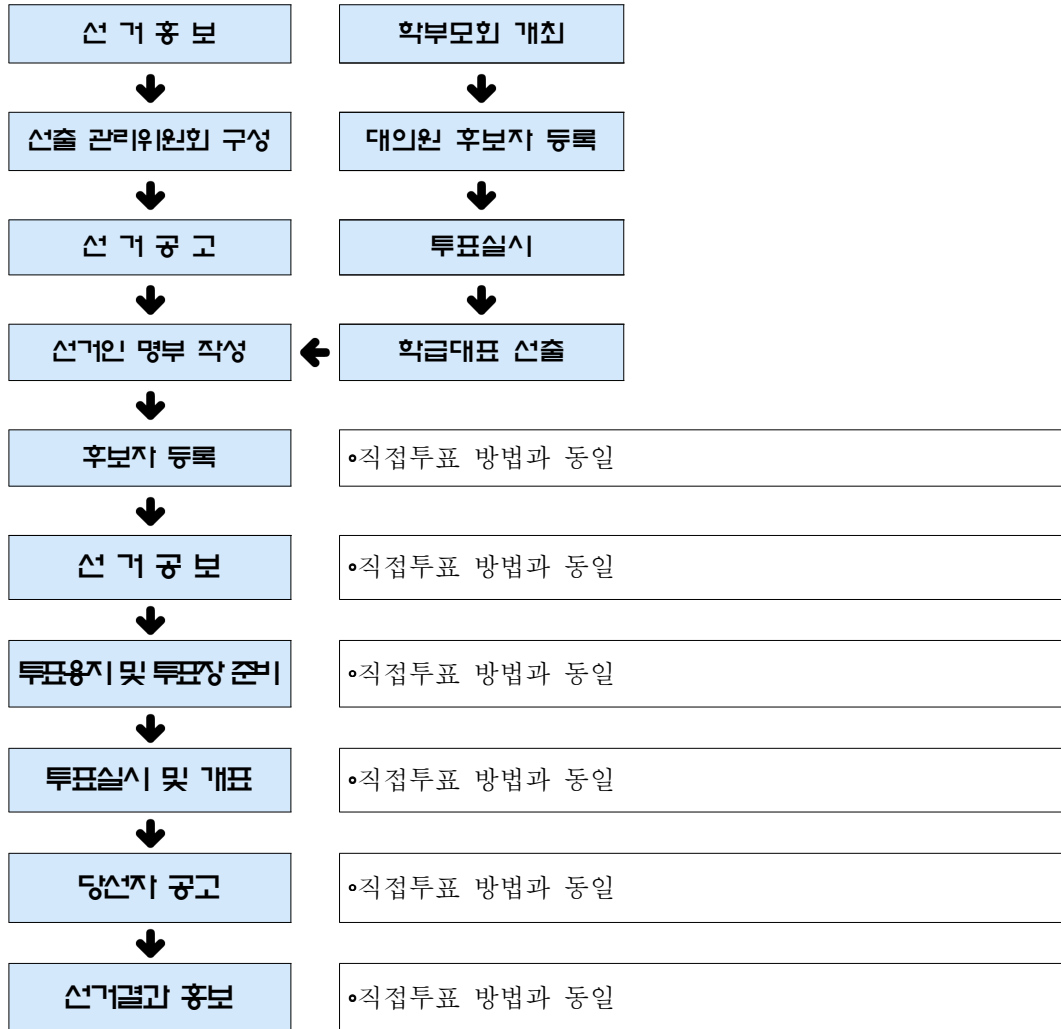 선 거 홍 보
학부모회 개최
선출 관리위원회 구성
대의원 후보자 등록
선 거 공 고
투표실시
선거인 명부 작성
학급대표 선출
후보자 등록
∘직접투표 방법과 동일
선 거 공 보
∘직접투표 방법과 동일
투표용지 및 투표장 준비
∘직접투표 방법과 동일
투표실시 및 개표
∘직접투표 방법과 동일
당선자 공고
∘직접투표 방법과 동일
선거결과 홍보
∘직접투표 방법과 동일